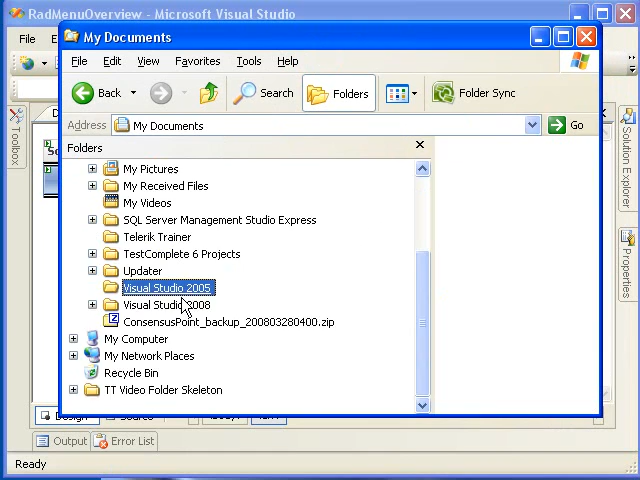 RadMenuOverview - Microsoft Visual Studio
File
My Documents
File Edit View Favorites Tools Help
Back Search Folders Folder Sync
Address My Documents Go
Folders
Toolbox
Solution Explorer
Properties
My Pictures
My Received Files
My Videos
SQL Server Management Studio Express
Telerik Trainer
TestComplete 6 Projects
Updater
Visual Studio 2005
Visual Studio 2008
ConsensusPoint_backup_200803280400.zip
My Computer
My Network Places
Recycle Bin
TT Video Folder Skeleton
Output Error List
Ready